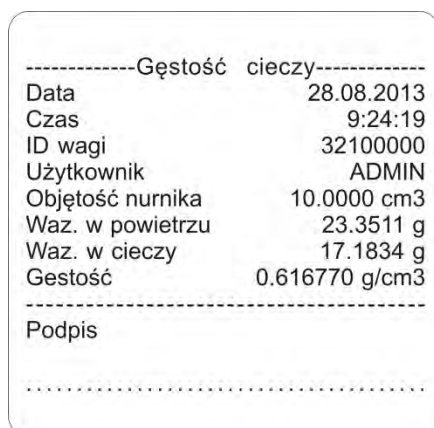 -------------Gęstość cieczy-------------
Data 28.08.2013
Czas 9:24:19
ID wagi 32100000
Użytkownik ADMIN
Objętość nurnika 10.0000 cm3
Waz. w powietrzu 23.3511 g
Waz. w cieczy 17.1834 g
Gestość 0.616770 g/cm3
----------------------------------------
Podpis
........................................